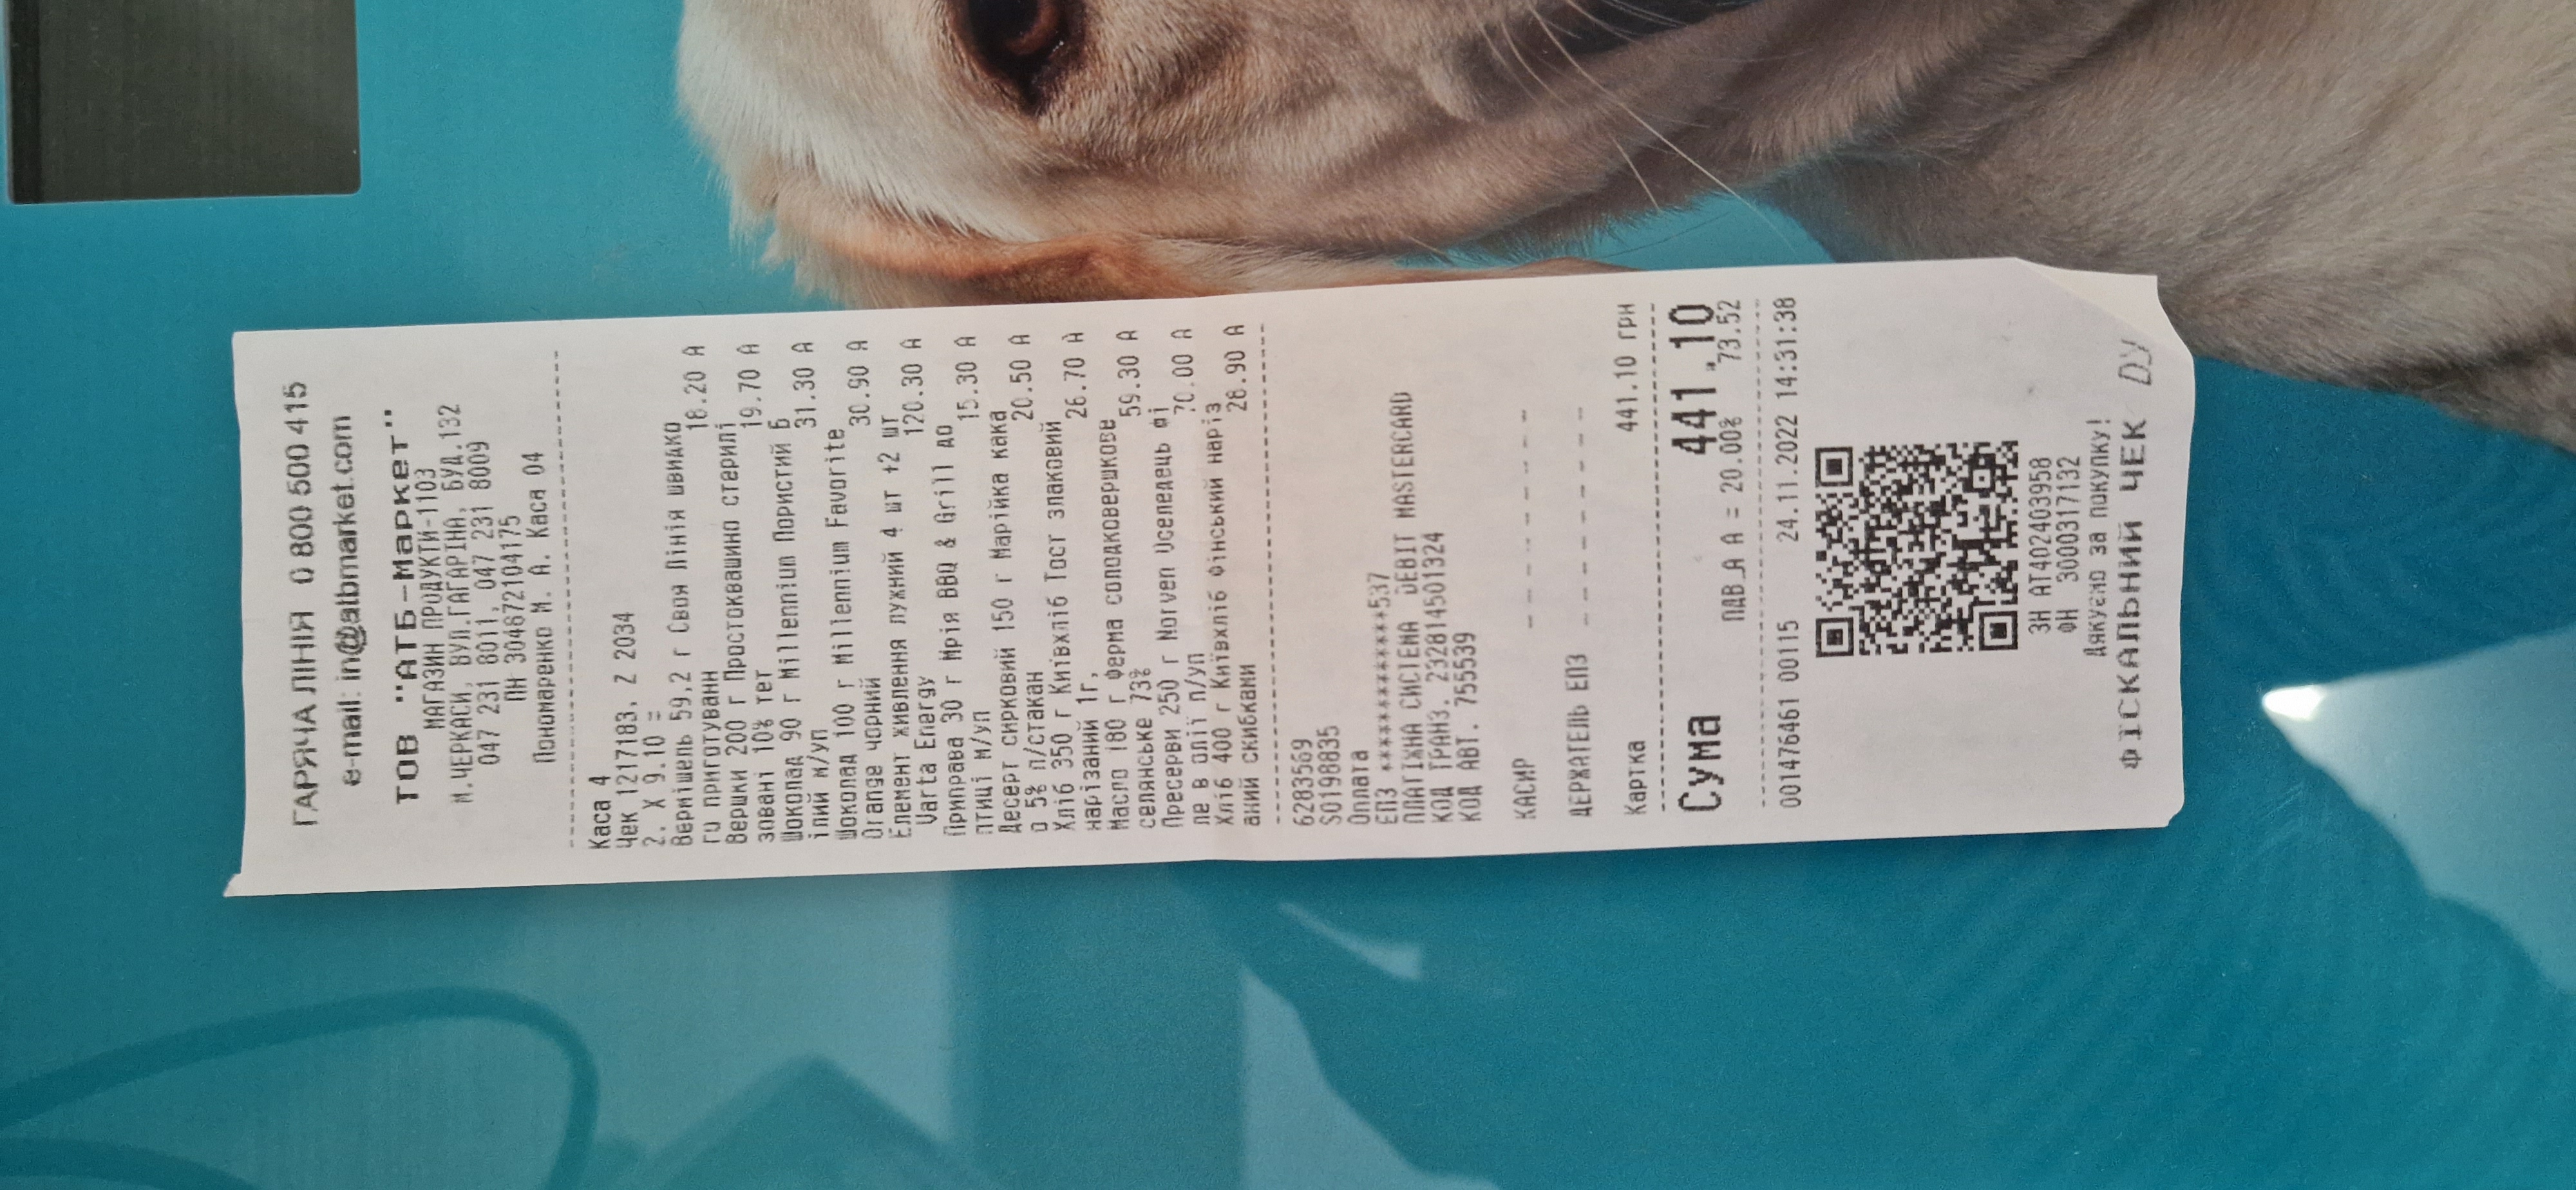 ГАРЯЧА ЛІНІЯ 0 800 500 415
e-mail: in@atbmarket.com
ТОВ "АТБ-Маркет"
МАГАЗИН ПРОДУКТИ-1103
М.ЧЕРКАСИ, ВУЛ.ГАГАРІНА, БУД.132
047 231 8011, 047 231 8009
ПН 304872104175
Пономаренко М. А. Каса 04
Каса 4
Чек 1217183, Z 2034
2. X 9.10 =
Вермішель 59,2 г Своя Лінія швидко
го приготуванн 18.20 А
Вершки 200 г Простоквашино стерилі
зовані 10% тет 19.70 А
Шоколад 90 г Millennium Пористий б
ілий м/уп 31.30 А
Шоколад 100 г Millennium Favorite
Orange чорний 30.90 А
Елемент живлення лужний 4 шт +2 шт
Varta Energy 120.30 А
Приправа 30 г Мрія BBQ & Grill до
птиці м/уп 15.30 А
Десерт сирковий 150 г Марійка кака
о 5% п/стакан 20.50 А
Хліб 350 г Київхліб Тост злаковий
нарізаний 1г, 26.70 А
Масло 180 г Ферма солодковершкове
селянське 73% 59.30 А
Пресерви 250 г Norven Оселедець фі
ле в олії п/уп 70.00 А
Хліб 400 г Київхліб Фінський наріз
аний скибками 28.90 А
6283569
S0198835
Оплата
ЕПЗ ************537
ПЛАТІЖНА СИСТЕМА DEBIT MASTERCARD
КОД ТРАНЗ. 232814501324
КОД АВТ. 755539
КАСИР
ДЕРЖАТЕЛЬ ЕПЗ
Картка 441.10 ГРН
Сума 441.10
ПДВ_А А = 20.00% 73.52
001476461 00115 24.11.2022 14:31:38
ЗН АТ402403958
ФН 3000317132
Дякуємо за покупку!
ФІСКАЛЬНИЙ ЧЕК